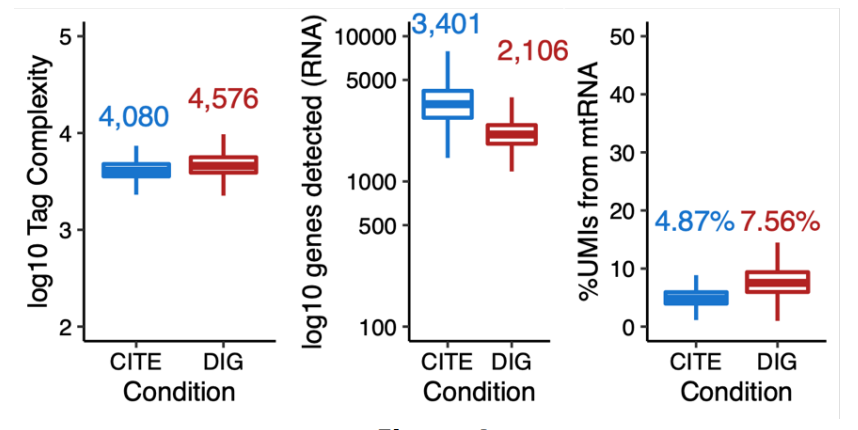 log10 Tag Complexity
5
4
3
2
4,080
4,576
CITE DIG
Condition
log10 genes detected (RNA)
10000
5000
1000
500
100
3,401
2,106
CITE DIG
Condition
%UMIs from mtRNA
50
40
30
20
10
0
4.87% 7.56%
CITE DIG
Condition